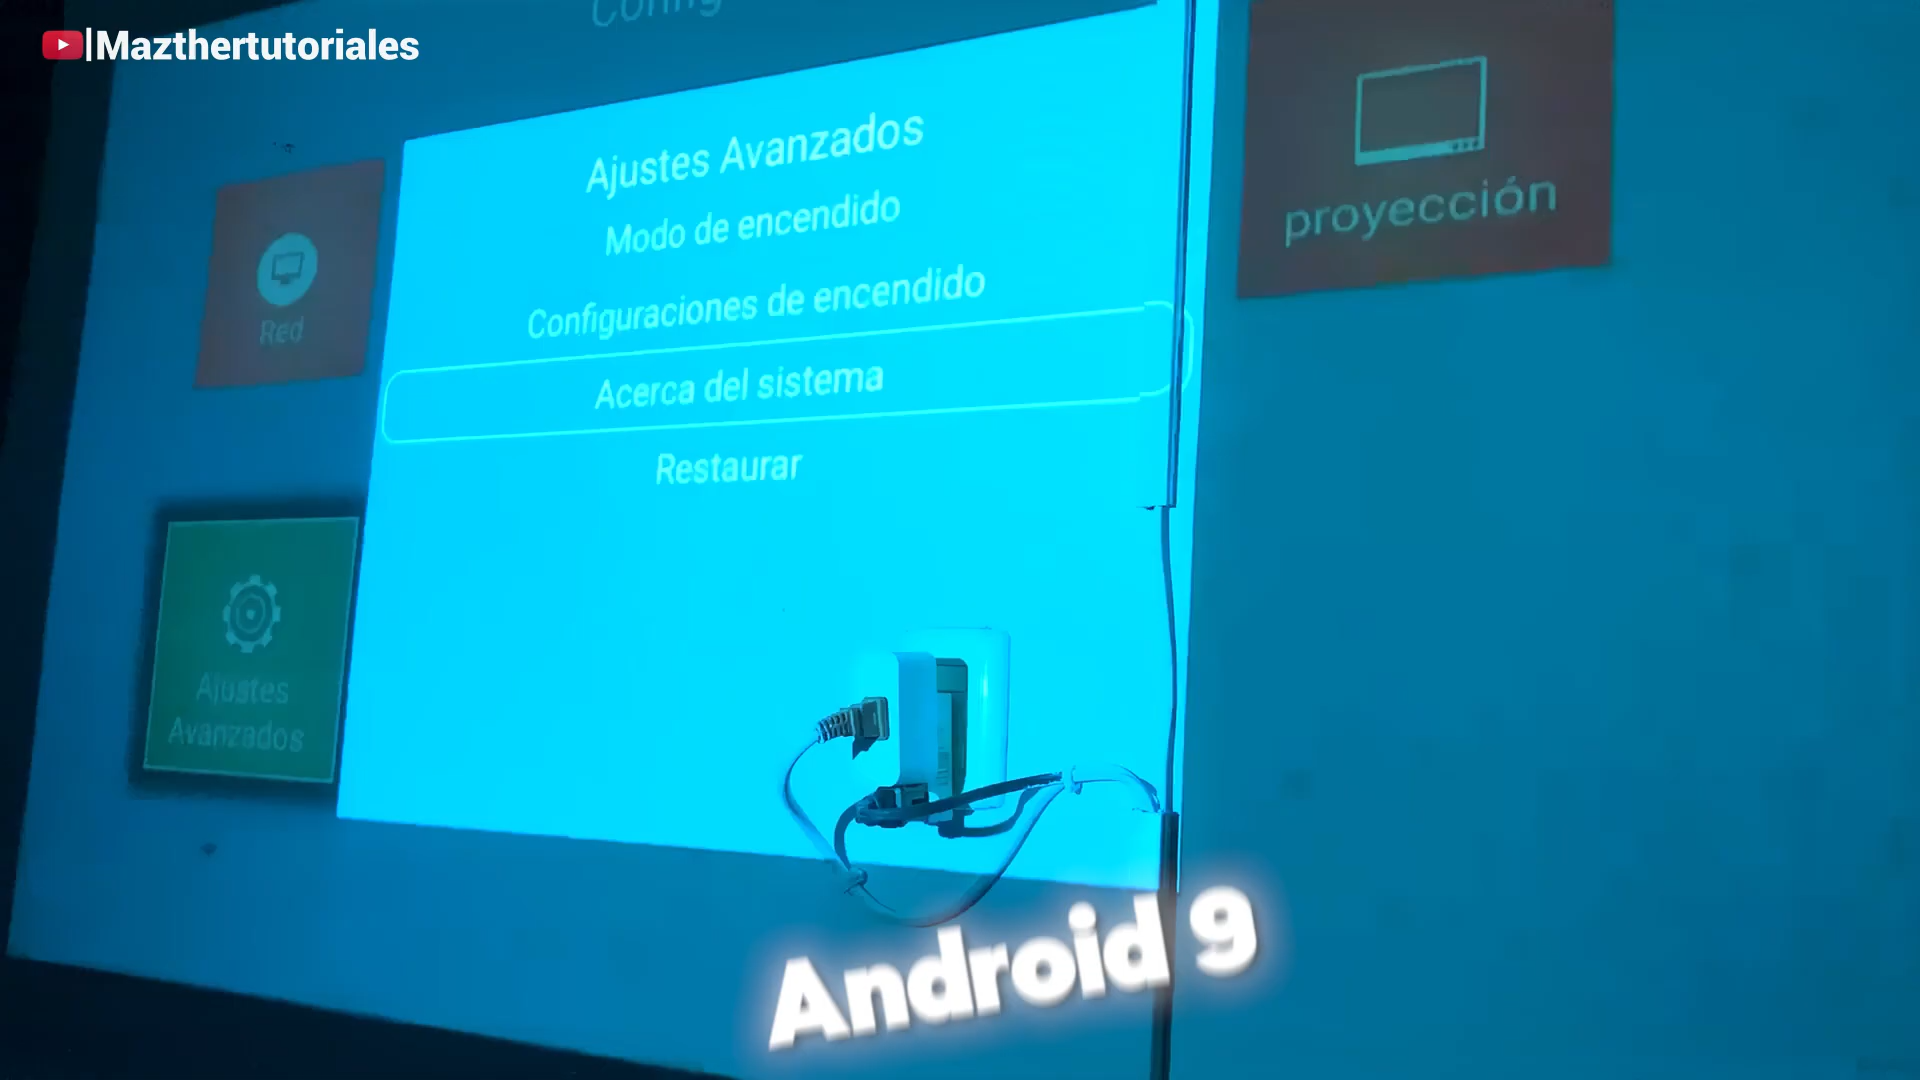 |Mazthertutoriales
Config
Ajustes Avanzados
Modo de encendido
Configuraciones de encendido
Acerca del sistema
Restaurar
Red
Ajustes
Avanzados
proyección
Android 9